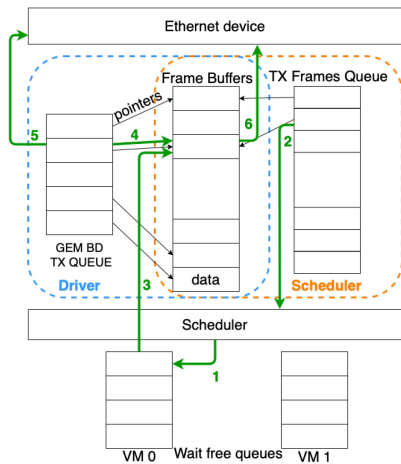 Ethernet device
Frame Buffers
TX Frames Queue
pointers
5
4
6
2
GEM BD
TX QUEUE
data
3
Driver
Scheduler
Scheduler
1
VM 0
Wait free queues
VM 1